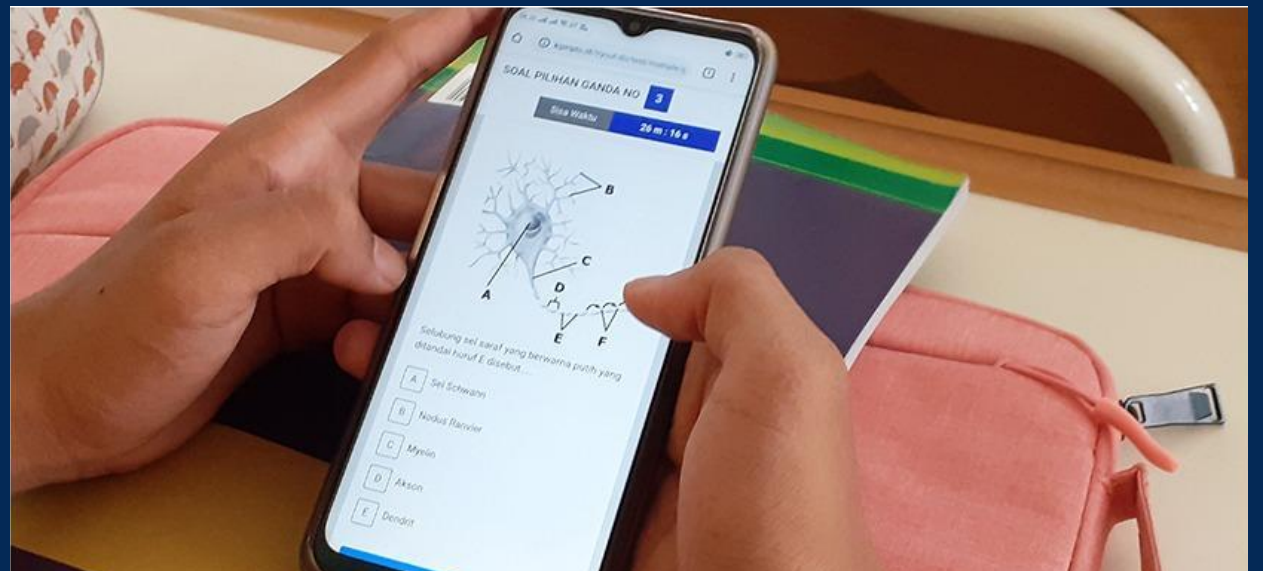 SOAL PILIHAN GANDA NO 3
Sisa Waktu 26 m : 16 s
B
C
D
A
E F
Selubung sel saraf yang berwarna putih yang
ditandai huruf E disebut....
A Sel Schwann
B Nodus Ranvier
C Myelin
D Akson
E Dendrit